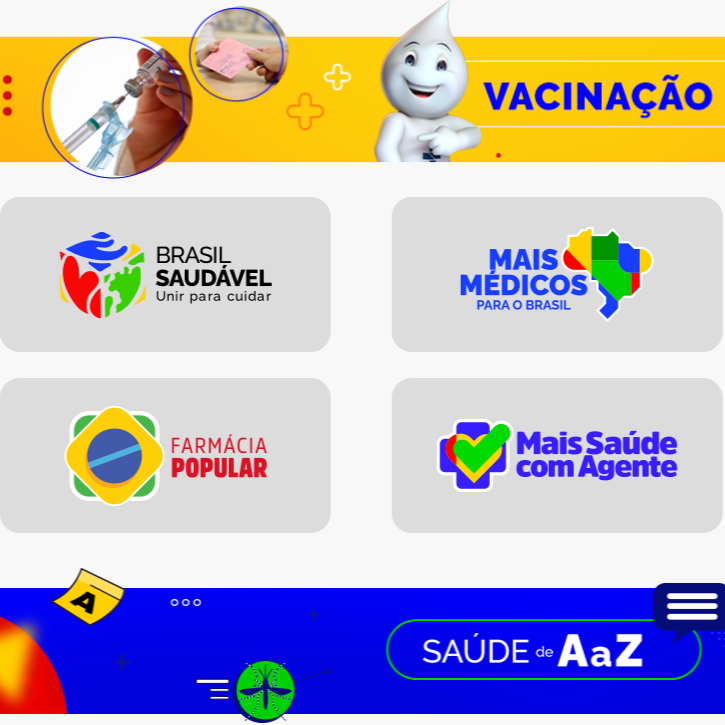 VACINAÇÃO
BRASIL
SAUDÁVEL
Unir para cuidar
MAIS
MÉDICOS
PARA O BRASIL
FARMÁCIA
POPULAR
Mais Saúde
com Agente
A
SAÚDE de AaZ